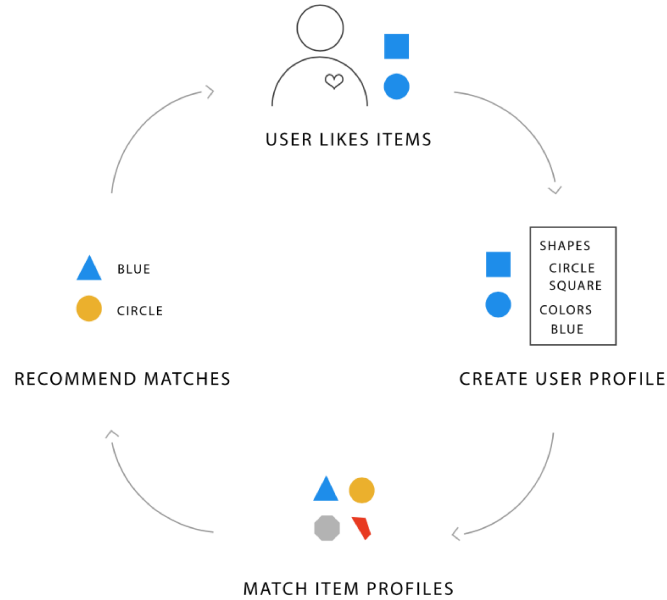 USER LIKES ITEMS
SHAPES
CIRCLE
SQUARE
COLORS
BLUE
CREATE USER PROFILE
MATCH ITEM PROFILES
BLUE
CIRCLE
RECOMMEND MATCHES